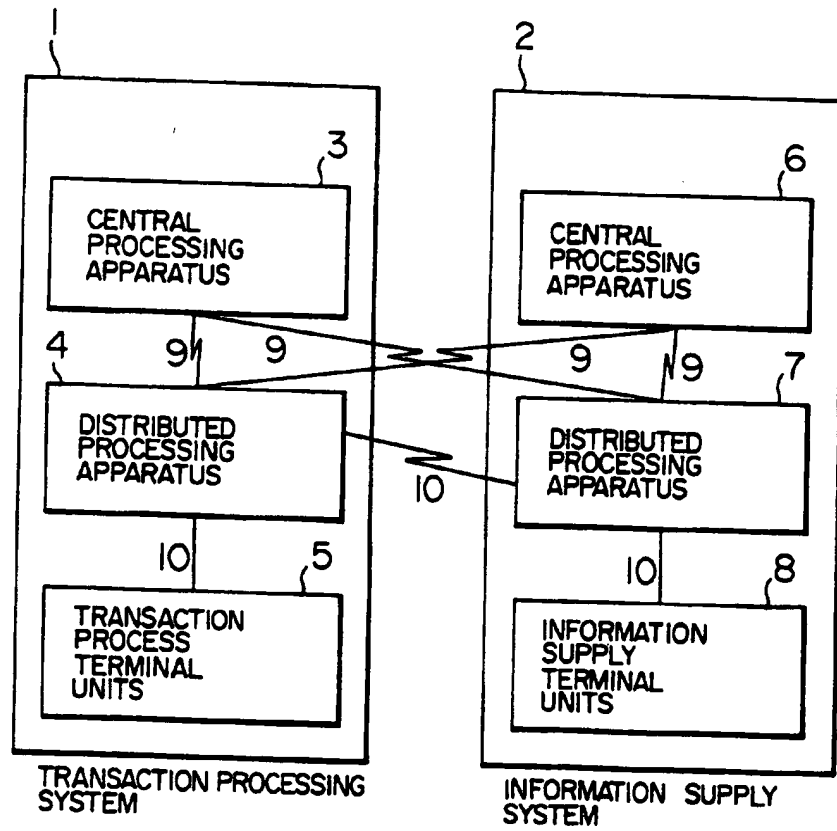 1
2
3
CENTRAL
PROCESSING
APPARATUS
6
CENTRAL
PROCESSING
APPARATUS
9
9
9
9
4
DISTRIBUTED
PROCESSING
APPARATUS
7
DISTRIBUTED
PROCESSING
APPARATUS
10
10
5
TRANSACTION
PROCESS
TERMINAL
UNITS
10
8
INFORMATION
SUPPLY
TERMINAL
UNITS
TRANSACTION PROCESSING
SYSTEM
INFORMATION SUPPLY
SYSTEM